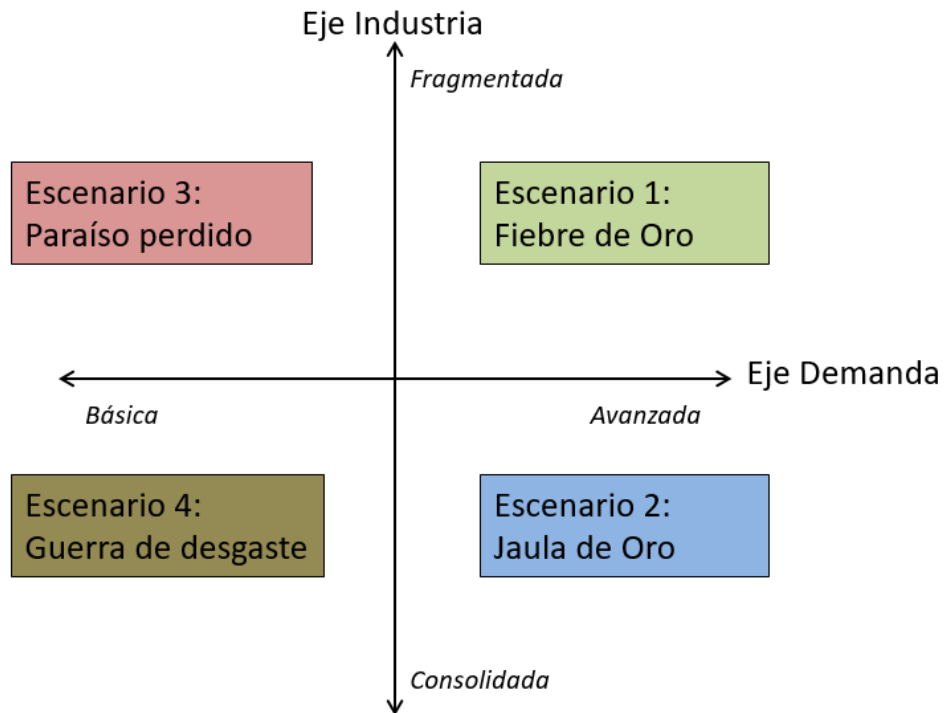 Eje Industria
Fragmentada
Escenario 3:
Paraíso perdido
Escenario 1:
Fiebre de Oro
Eje Demanda
Básica
Avanzada
Escenario 4:
Guerra de desgaste
Escenario 2:
Jaula de Oro
Consolidada